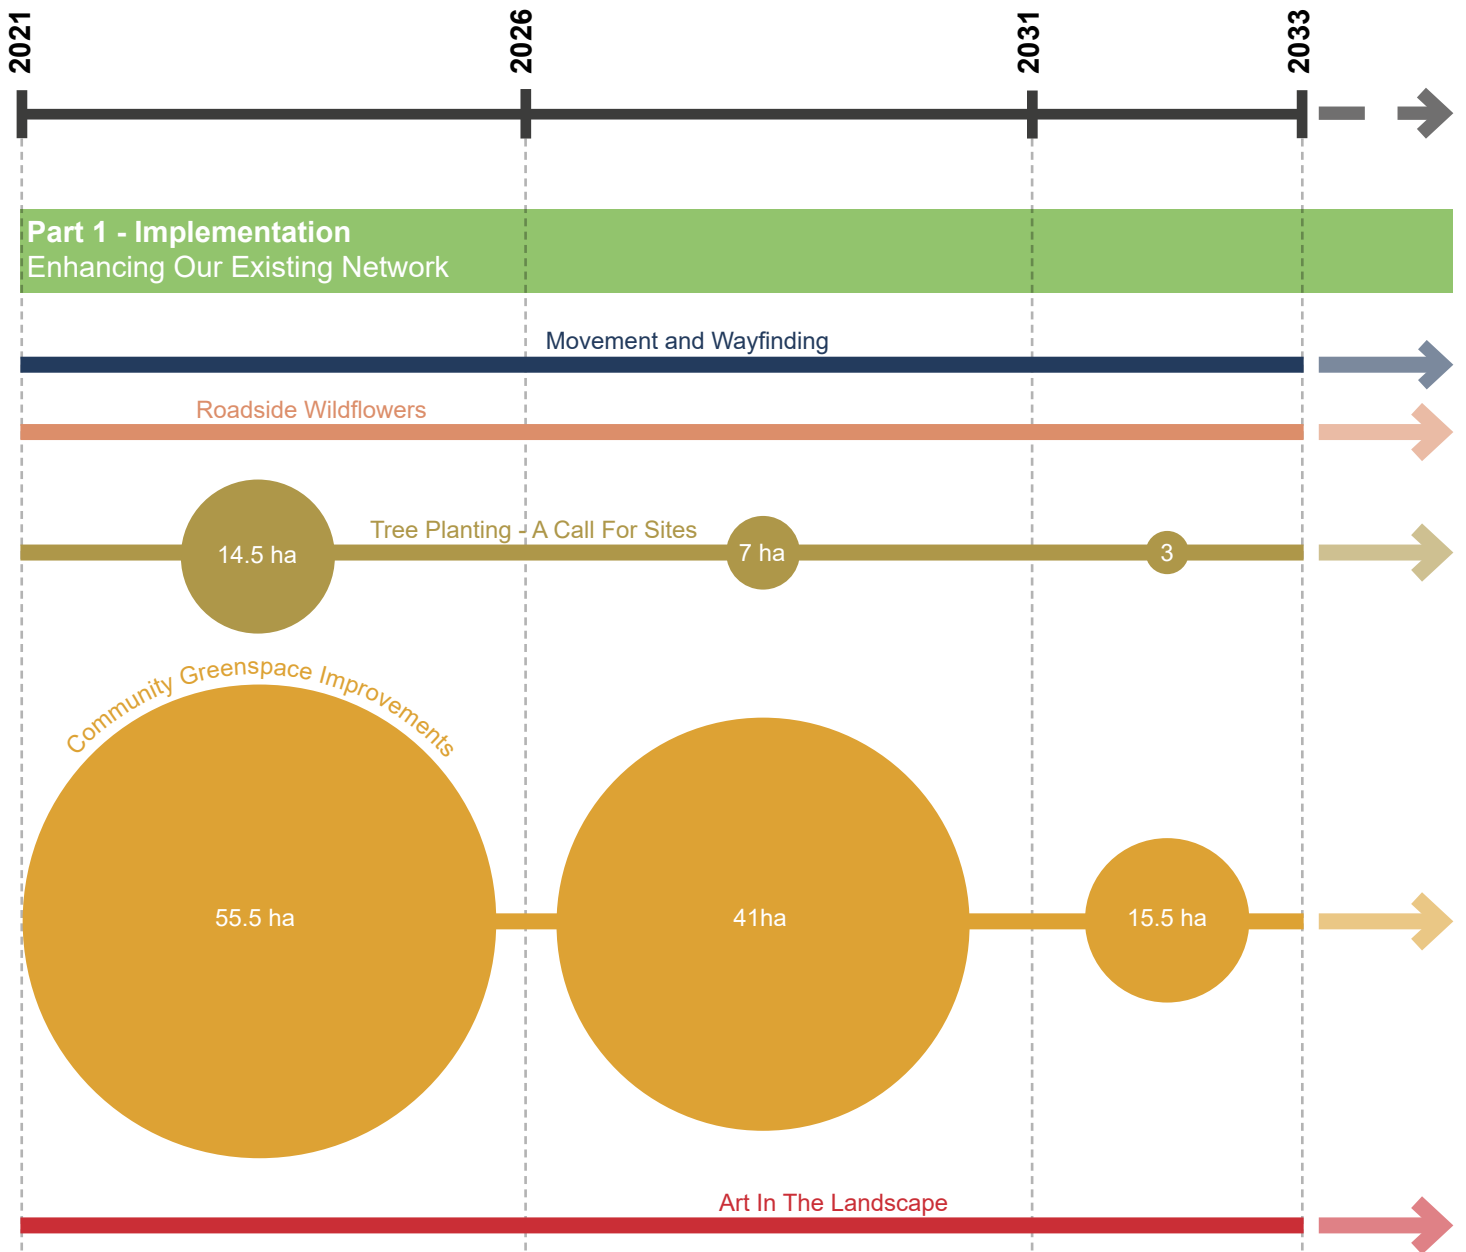 2021
2026
2031
2033
Part 1 - Implementation
Enhancing Our Existing Network
Movement and Wayfinding
Roadside Wildflowers
Tree Planting - A Call For Sites
14.5 ha
7 ha
3
Community Greenspace Improvements
55.5 ha
41ha
15.5 ha
Art In The Landscape